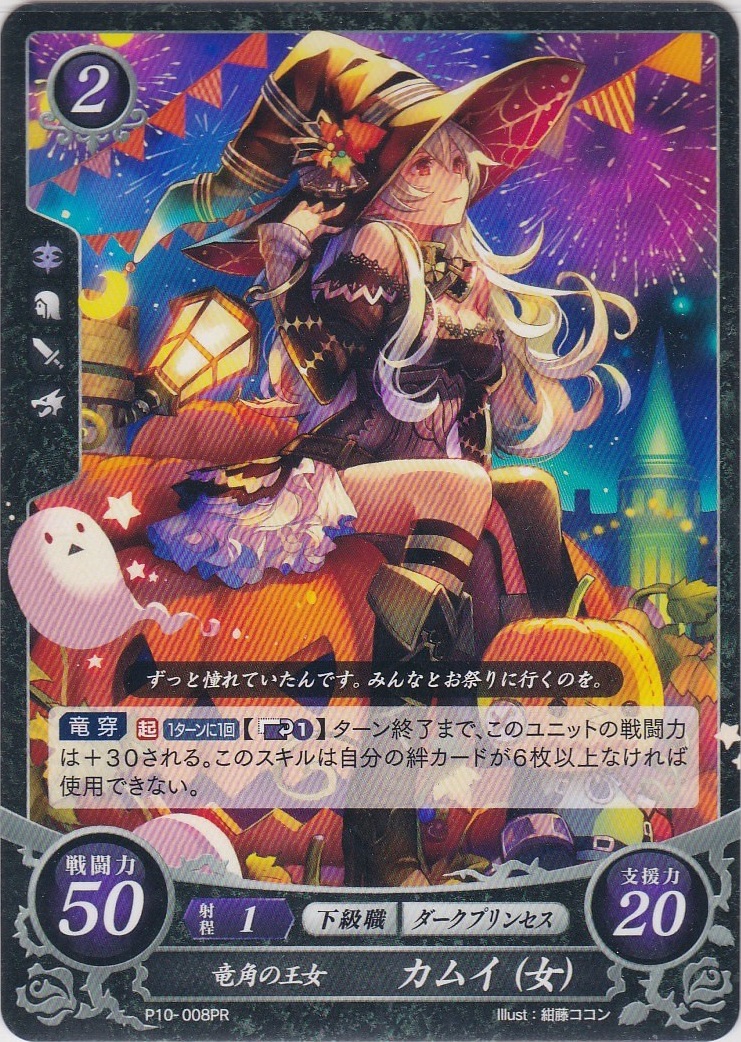 2
ずっと憧れていたんです。みんなとお祭りに行くのを。
竜穿 起 1ターンに1回 【 1】ターン終了まで、このユニットの戦闘力
は＋30される。このスキルは自分の絆カードが6枚以上なければ
使用できない。
戦闘力
50
射程 1
下級職 ダークプリンセス
支援力
20
竜角の王女 カムイ (女)
P10-008PR Illust：紺藤ココン